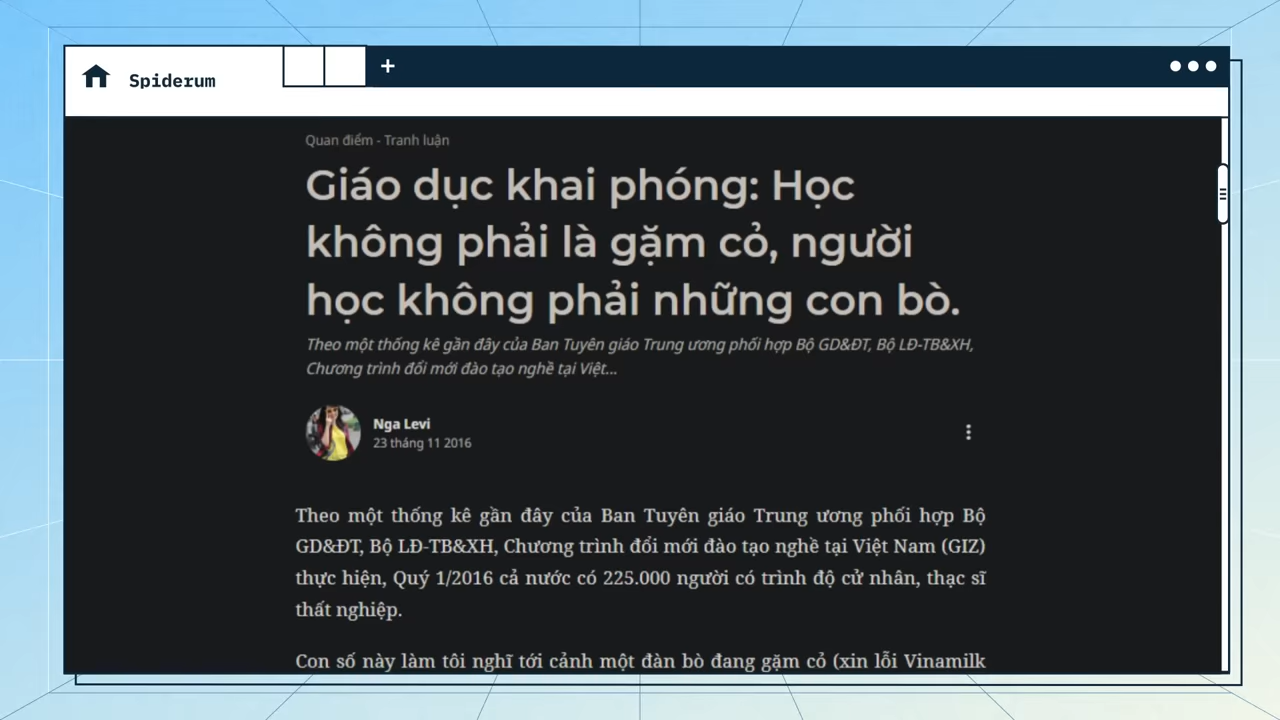 Spiderum
Quan điểm - Tranh luận
Giáo dục khai phóng: Học
không phải là gặm cỏ, người
học không phải những con bò.
Theo một thống kê gần đây của Ban Tuyên giáo Trung ương phối hợp Bộ GD&ĐT, Bộ LĐ-TB&XH,
Chương trình đổi mới đào tạo nghề tại Việt...
Nga Levi
23 tháng 11 2016
Theo một thống kê gần đây của Ban Tuyên giáo Trung ương phối hợp Bộ
GD&ĐT, Bộ LĐ-TB&XH, Chương trình đổi mới đào tạo nghề tại Việt Nam (GIZ)
thực hiện, Quý 1/2016 cả nước có 225.000 người có trình độ cử nhân, thạc sĩ
thất nghiệp.
Con số này làm tôi nghĩ tới cảnh một đàn bò đang gặm cỏ (xin lỗi Vinamilk